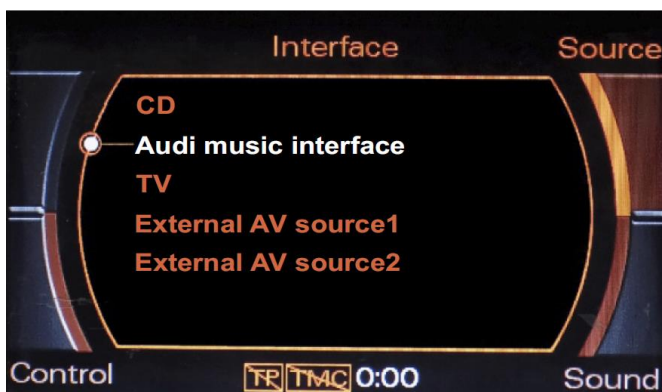 Interface Source
CD
Audi music interface
TV
External AV source1
External AV source2
Control TP TMC 0:00 Sound